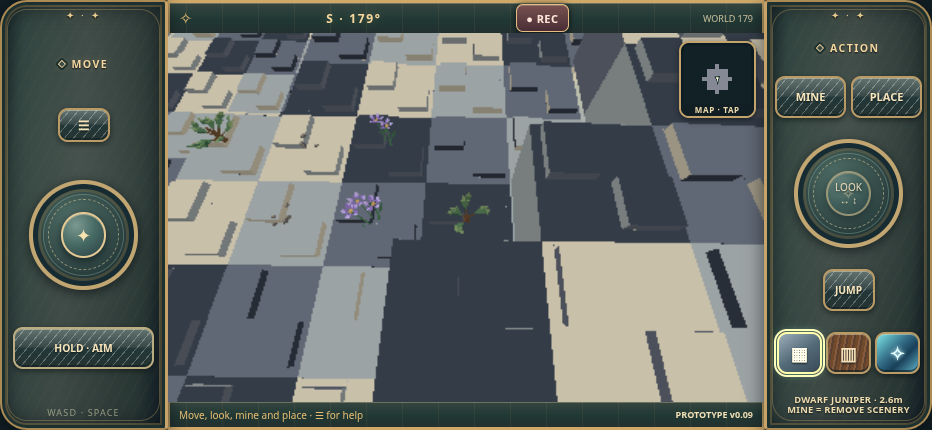 MOVE
HOLD · AIM
WASD · SPACE
S · 179°
● REC
WORLD 179
MAP · TAP
Move, look, mine and place · ☰ for help
PROTOTYPE v0.09
ACTION
MINE
PLACE
LOOK
JUMP
DWARF JUNIPER · 2.6m
MINE = REMOVE SCENERY